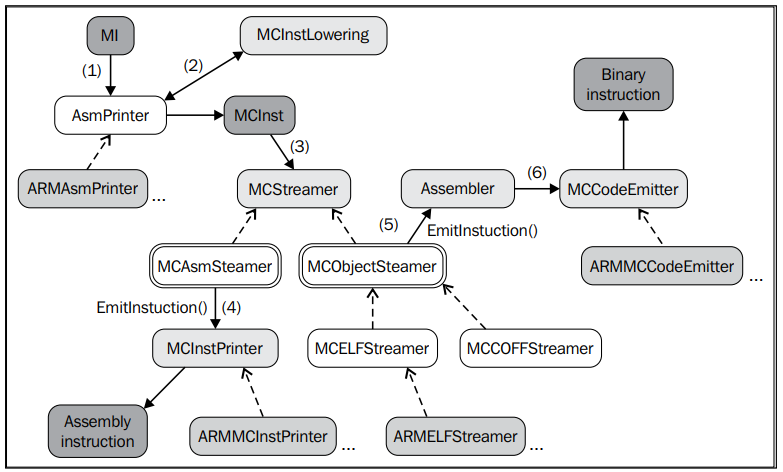 MI
MCInstLowering
(1)
(2)
Binary
instruction
AsmPrinter
MCInst
(3)
(6)
ARMAsmPrinter
...
MCStreamer
Assembler
MCCodeEmitter
(5)
EmitInstuction()
MCAsmSteamer
MCObjectSteamer
ARMMCCodeEmitter
...
EmitInstuction()
(4)
MCInstPrinter
MCELFStreamer
MCCOFFStreamer
Assembly
instruction
ARMMCInstPrinter
...
ARMELFStreamer
...